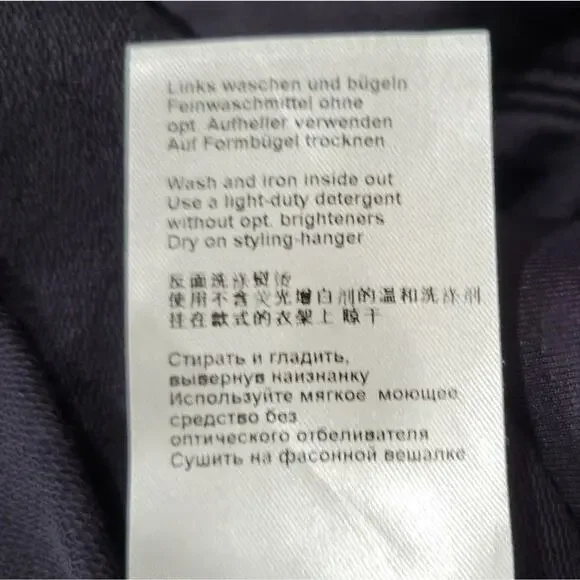 Links waschen und bügeln
Feinwaschmittel ohne
opt. Aufheller verwenden
Auf Formbügel trocknen
Wash and iron inside out
Use a light-duty detergent
without opt. brighteners
Dry on styling-hanger
反面洗涤熨烫
使用不含荧光增白剂的温和洗涤剂
挂在款式的衣架上 晾干
Стирать и гладить,
вывернув наизнанку
Используйте мягкое моющее
средство без
оптического отбеливателя
Сушить на фасонной вешалке